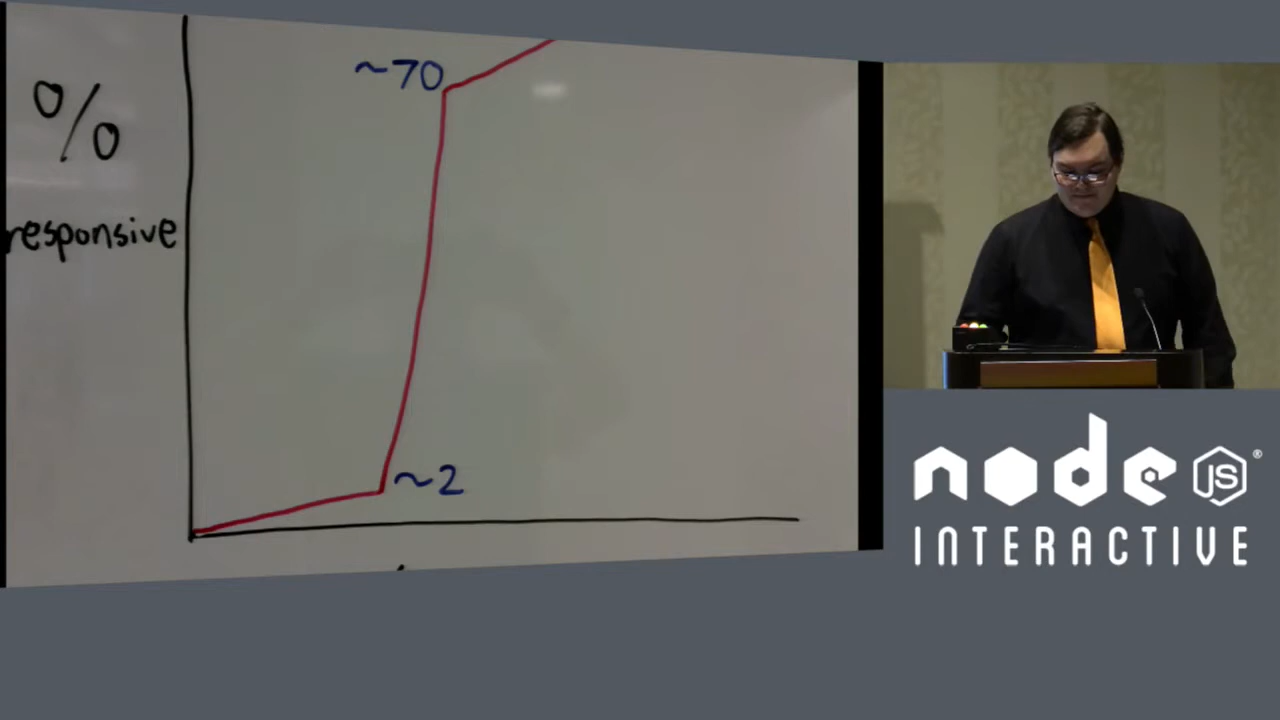 ~70
%
responsive
~2
node JS ®
INTERACTIVE